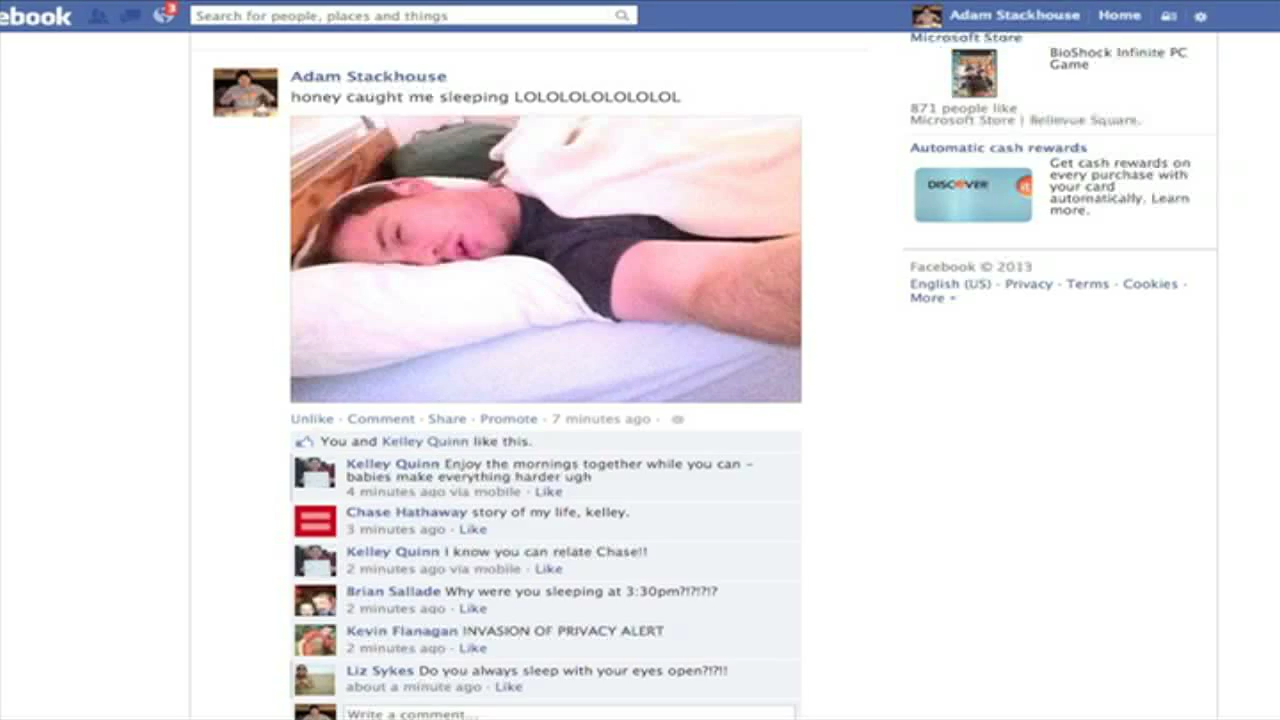 ebook
3
Search for people, places and things
Adam Stackhouse
Home
Microsoft Store
BioShock Infinite PC
Game
871 people like
Microsoft Store | Bellevue Square.
Automatic cash rewards
DISCOVER
it
Get cash rewards on
every purchase with
your card
automatically. Learn
more.
Facebook © 2013
English (US) · Privacy · Terms · Cookies ·
More
Adam Stackhouse
honey caught me sleeping LOLOLOLOLOLOLOL
Unlike · Comment · Share · Promote · 7 minutes ago ·
You and Kelley Quinn like this.
Kelley Quinn Enjoy the mornings together while you can -
babies make everything harder ugh
4 minutes ago via mobile · Like
Chase Hathaway story of my life, kelley.
3 minutes ago · Like
Kelley Quinn I know you can relate Chase!!
2 minutes ago via mobile · Like
Brian Sallade Why were you sleeping at 3:30pm?!?!?!?
2 minutes ago · Like
Kevin Flanagan INVASION OF PRIVACY ALERT
2 minutes ago · Like
Liz Sykes Do you always sleep with your eyes open?!?!!
about a minute ago · Like
Write a comment...